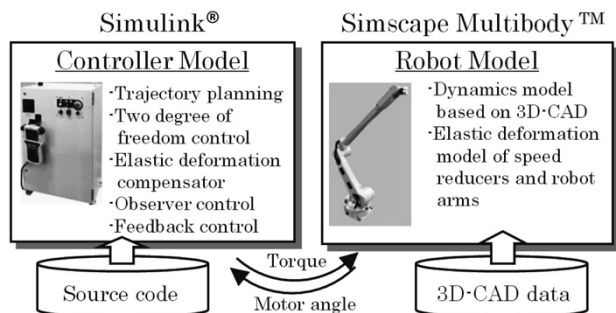 Simulink®
Controller Model
-Trajectory planning
-Two degree of
freedom control
-Elastic deformation
compensator
-Observer control
-Feedback control
Source code
Simscape Multibody™
Robot Model
-Dynamics model
based on 3D-CAD
-Elastic deformation
model of speed
reducers and robot
arms
3D-CAD data
Torque
Motor angle